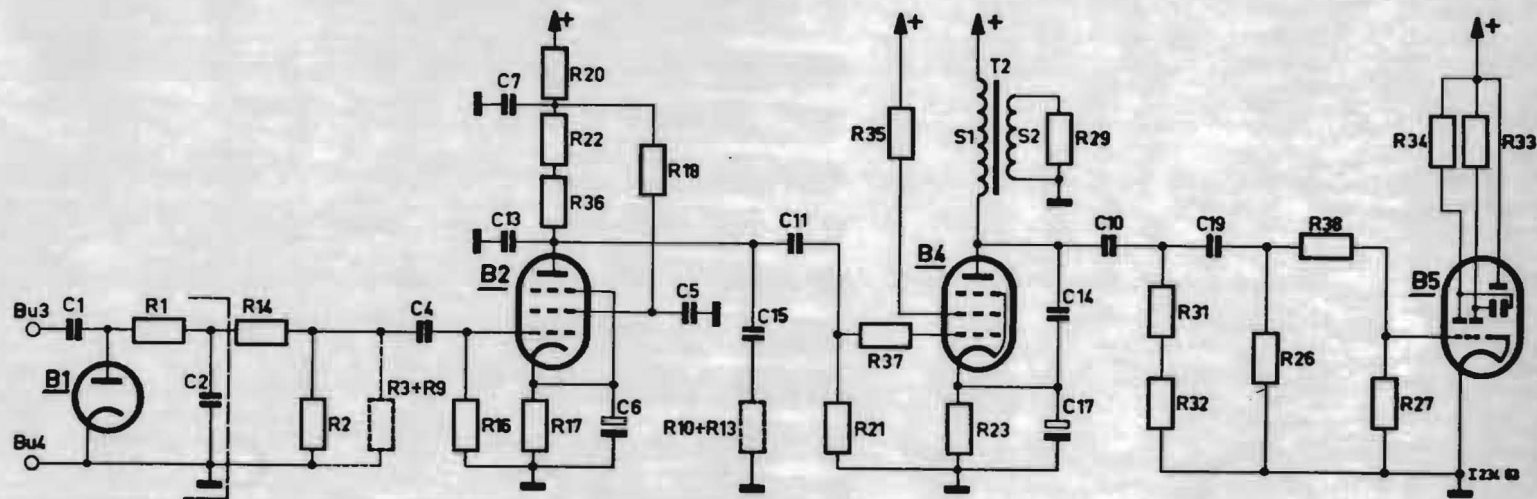 +
+
+
+
R20
C7
T2
R22
R35
S1
S2
R29
R34
R33
R18
R36
C13
C11
C10
C19
R38
B2
B4
B5
Bu3
C1
R1
R14
C4
C5
C15
C14
R31
R37
R26
B1
C2
R3+R9
R2
R16
R17
C6
R10+R13
R21
R23
C17
R32
R27
Bu4
I23463